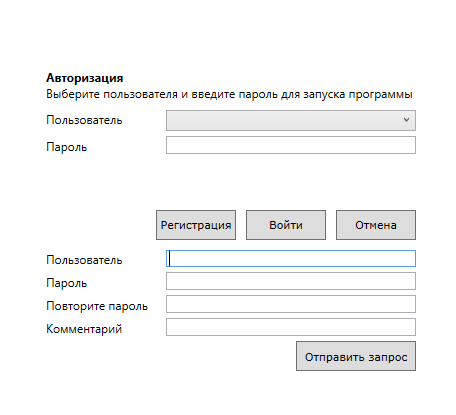 Авторизация
Выберите пользователя и введите пароль для запуска программы
Пользователь
Пароль
Регистрация Войти Отмена
Пользователь
Пароль
Повторите пароль
Комментарий
Отправить запрос